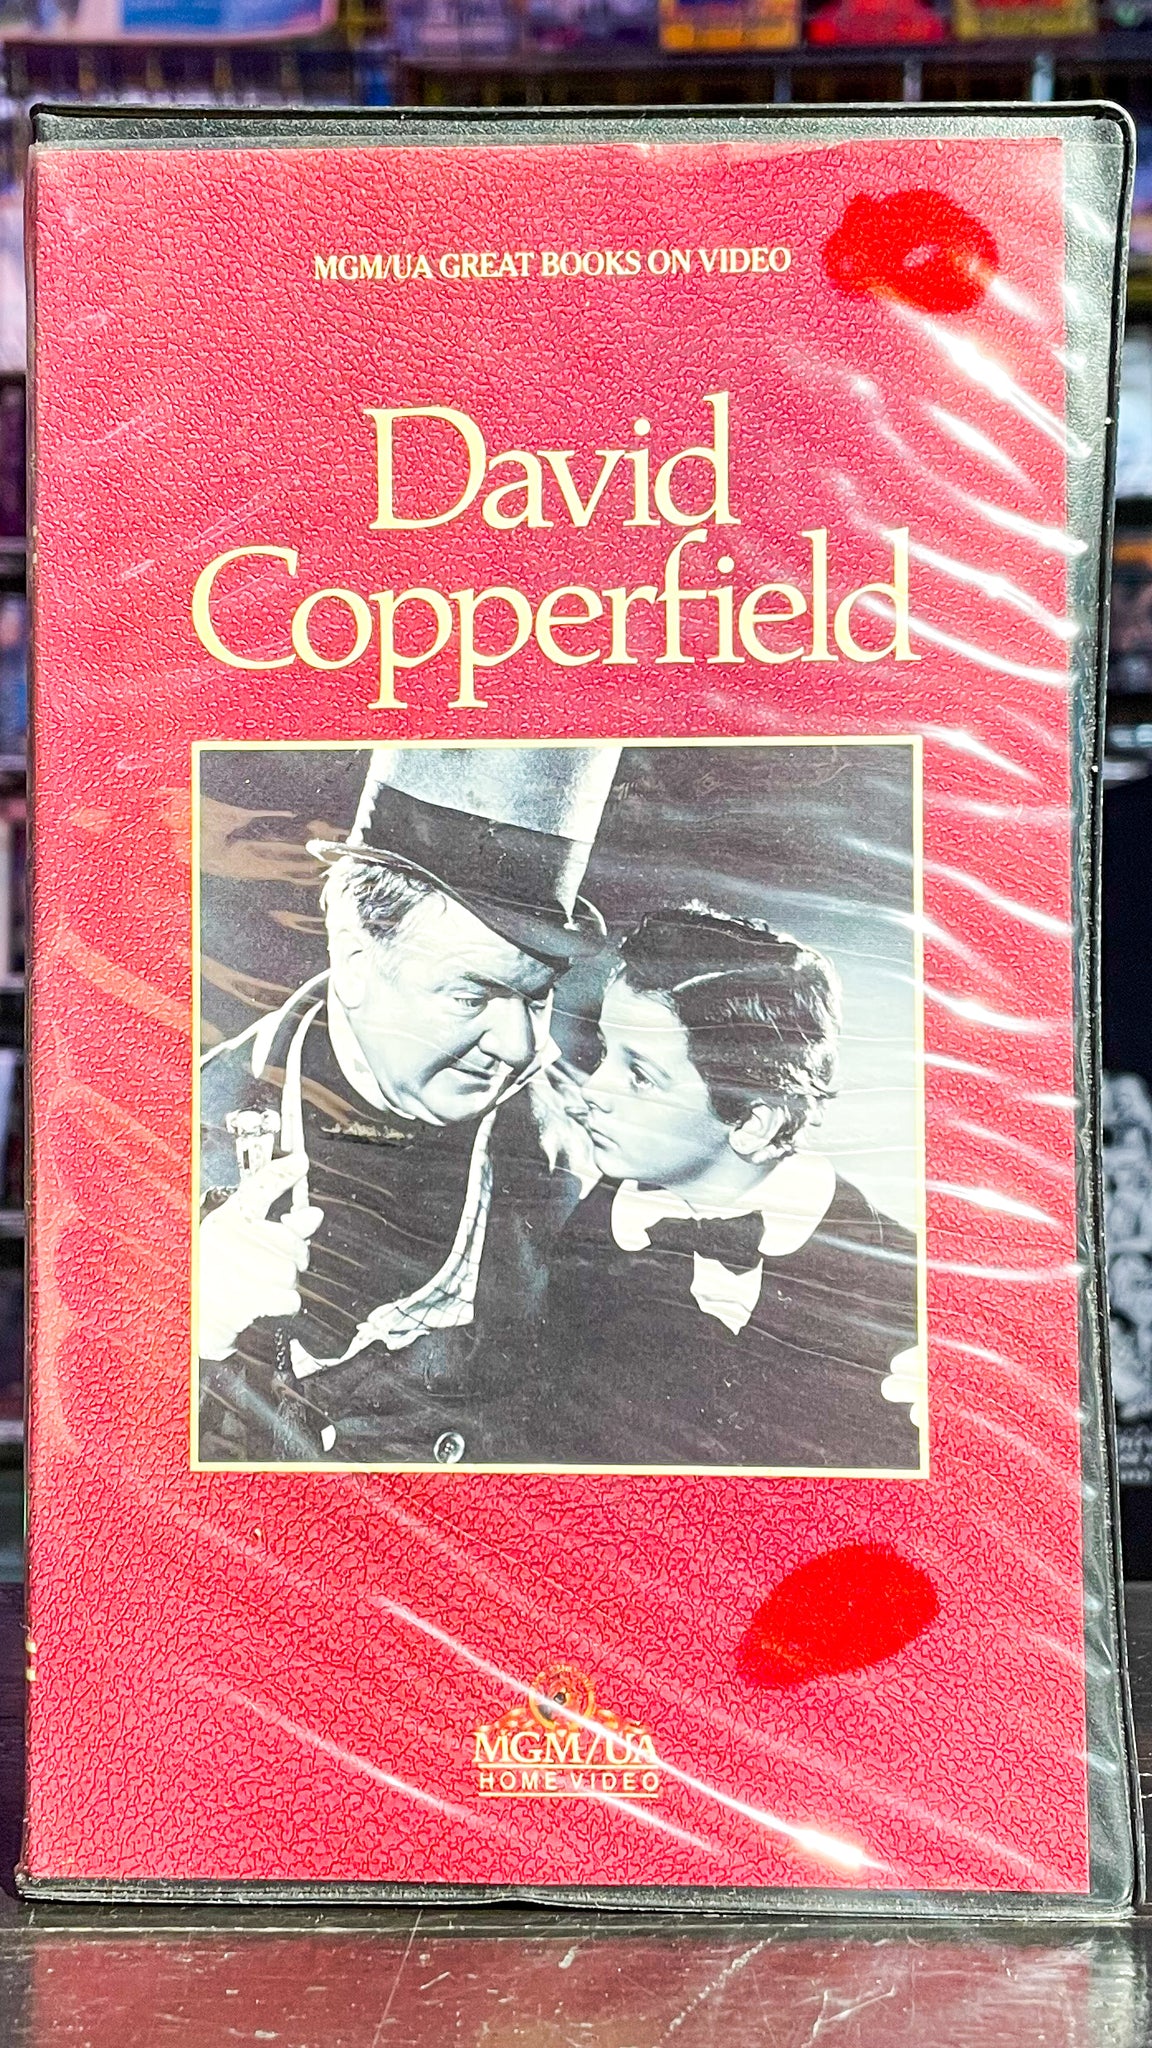 MGM/UA GREAT BOOKS ON VIDEO
David
Copperfield
MGM/UA
HOME VIDEO